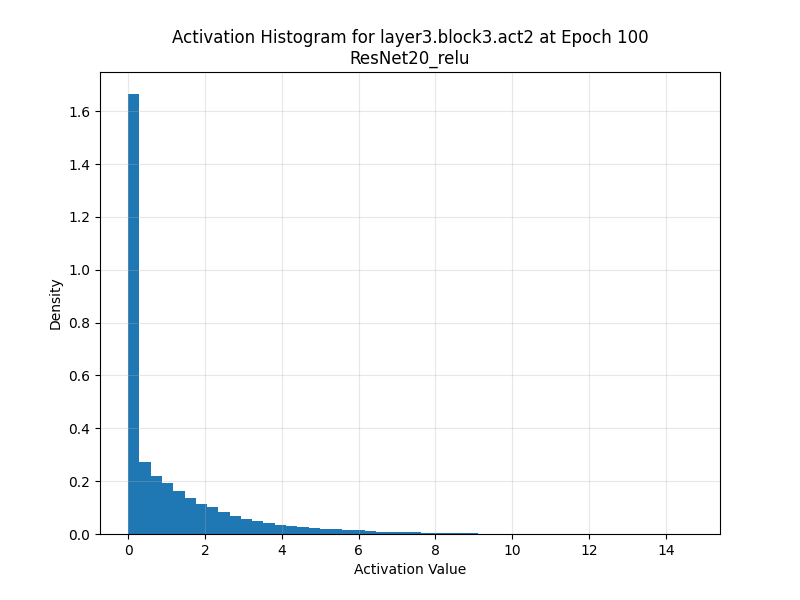 Activation Histogram for layer3.block3.act2 at Epoch 100
ResNet20_relu
1.6
1.4
1.2
1.0
0.8
0.6
0.4
0.2
0.0
Density
0 2 4 6 8 10 12 14
Activation Value